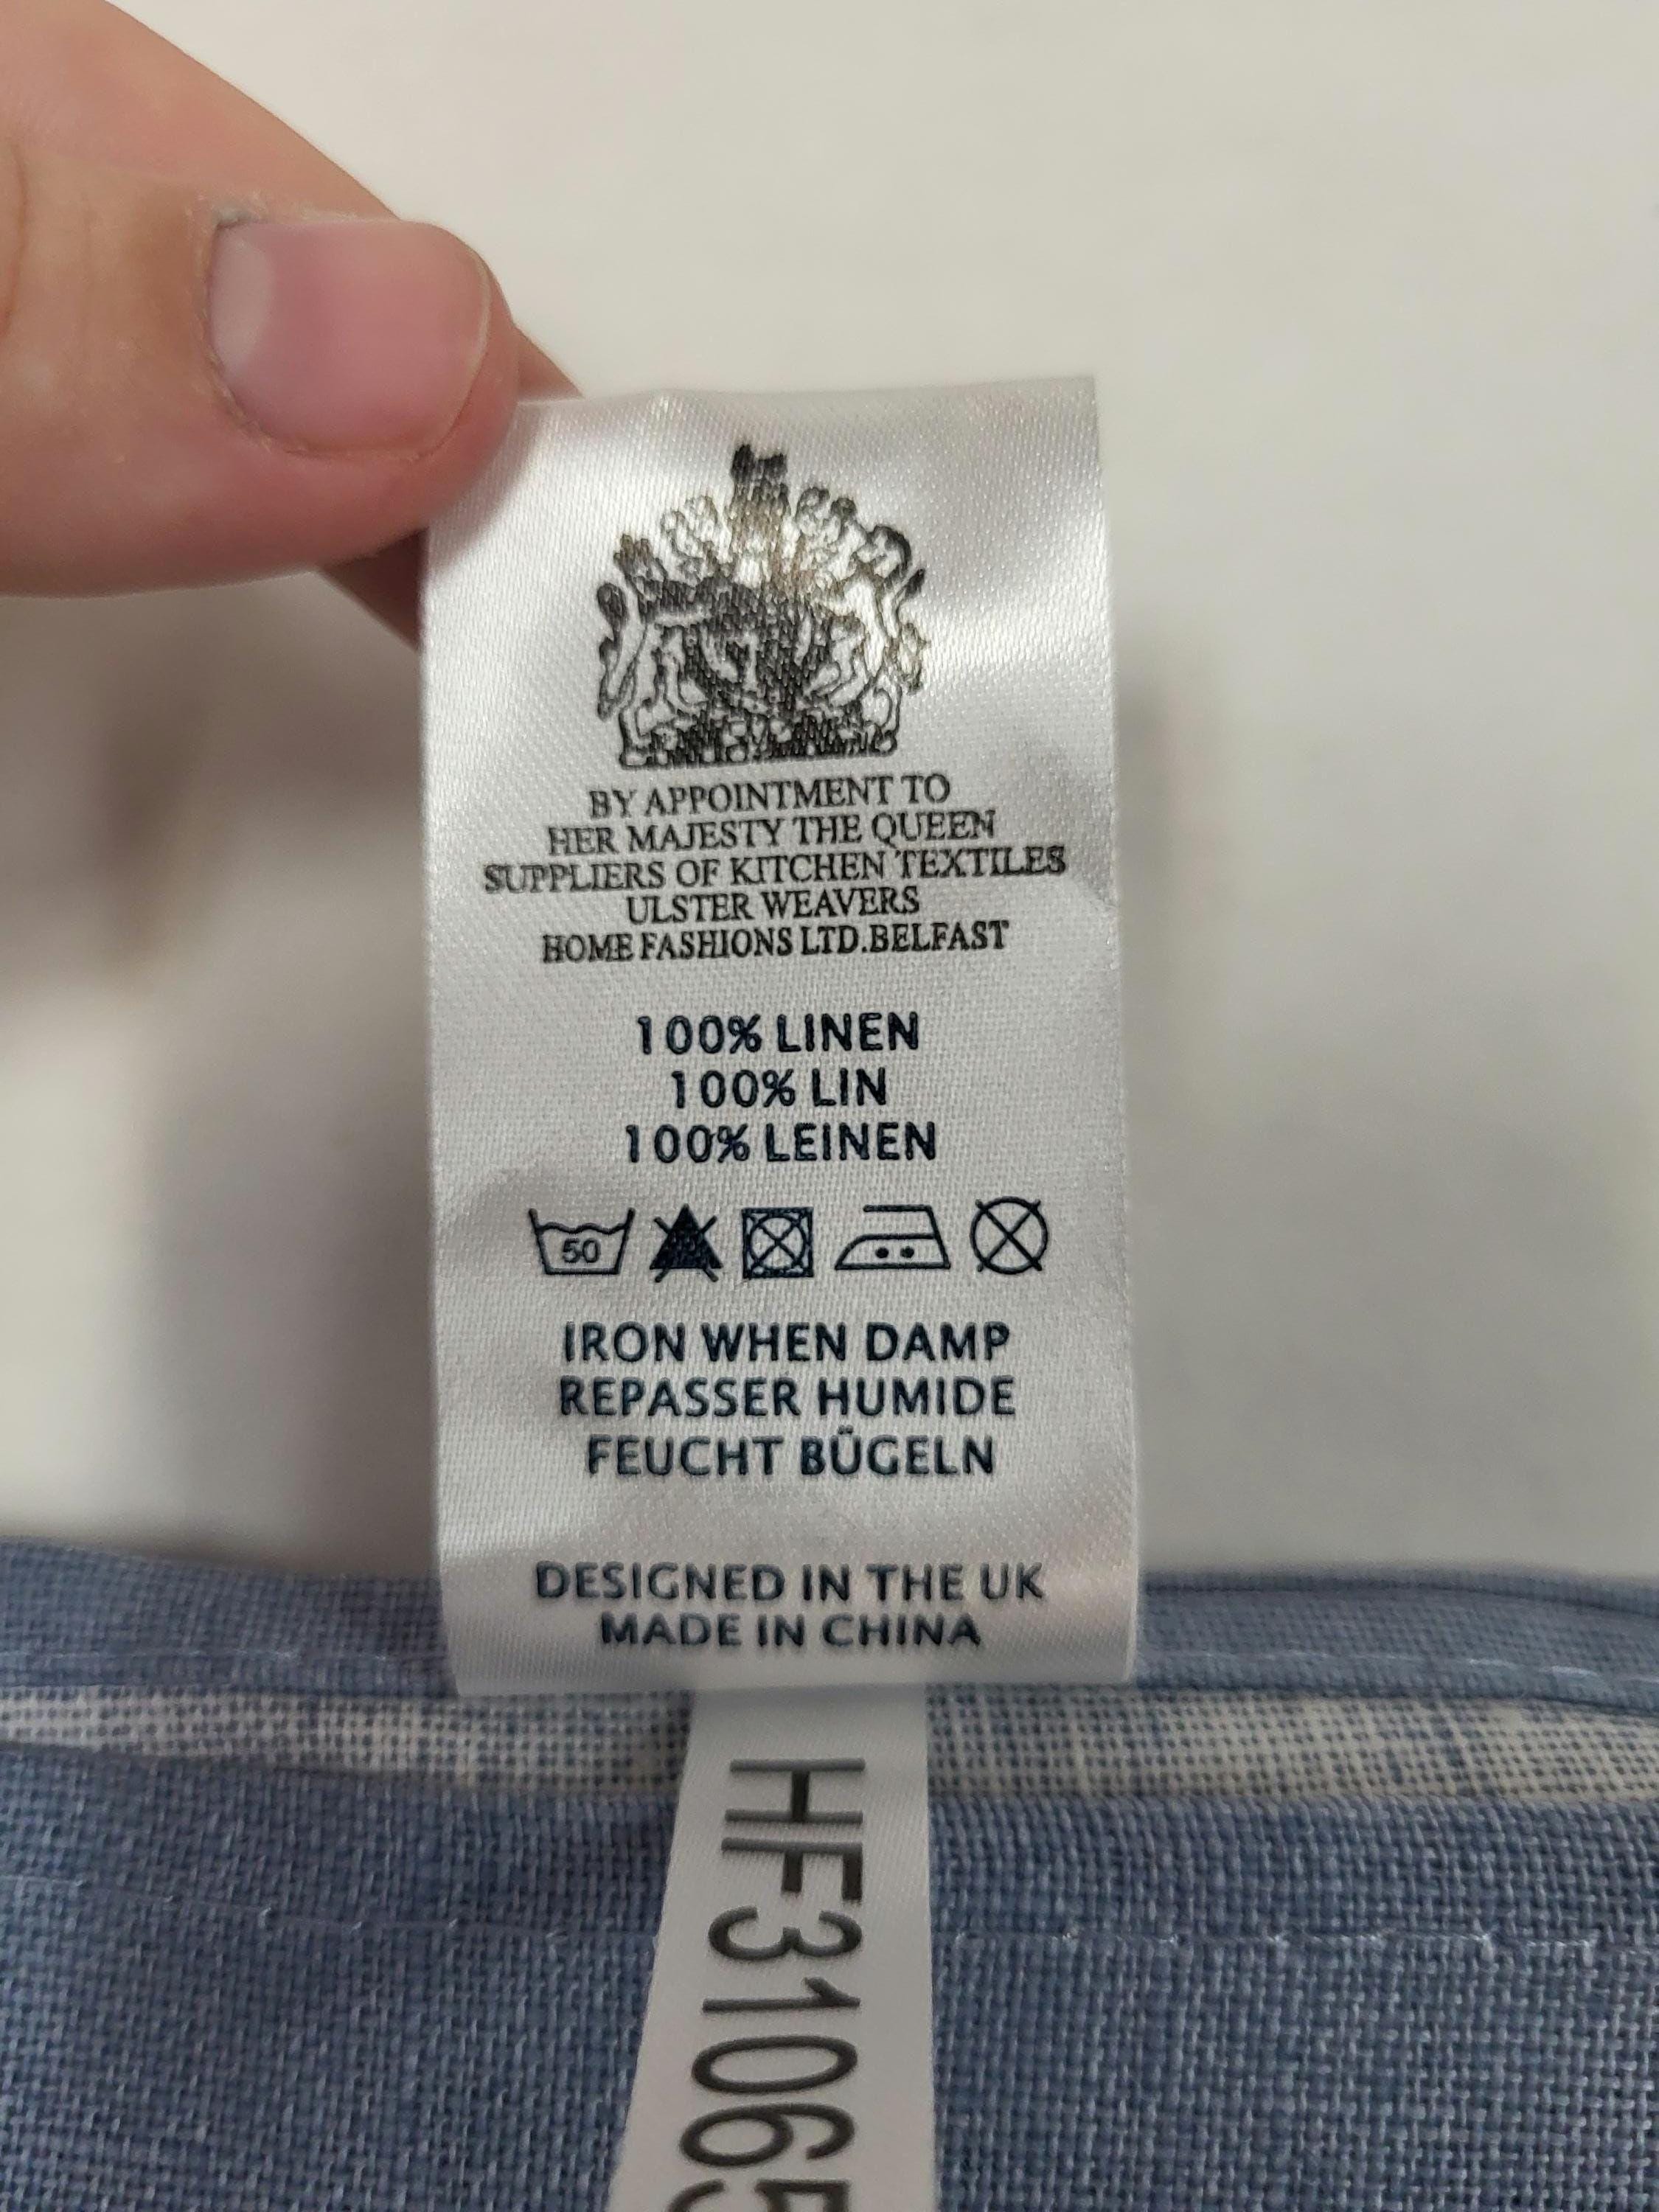 BY APPOINTMENT TO
HER MAJESTY THE QUEEN
SUPPLIERS OF KITCHEN TEXTILES
ULSTER WEAVERS
HOME FASHIONS LTD.BELFAST
100% LINEN
100% LIN
100% LEINEN
50
IRON WHEN DAMP
REPASSER HUMIDE
FEUCHT BÜGELN
DESIGNED IN THE UK
MADE IN CHINA
HF31065